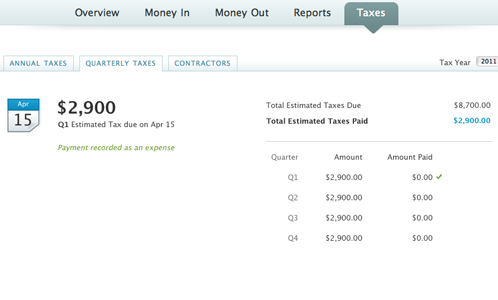 Overview Money In Money Out Reports Taxes
ANNUAL TAXES QUARTERLY TAXES CONTRACTORS Tax Year 2011
Apr
15
$2,900
Q1 Estimated Tax due on Apr 15
Payment recorded as an expense
Total Estimated Taxes Due $8,700.00
Total Estimated Taxes Paid $2,900.00
Quarter Amount Amount Paid
Q1 $2,900.00 $0.00 ✓
Q2 $2,900.00 $0.00
Q3 $2,900.00 $0.00
Q4 $2,900.00 $0.00